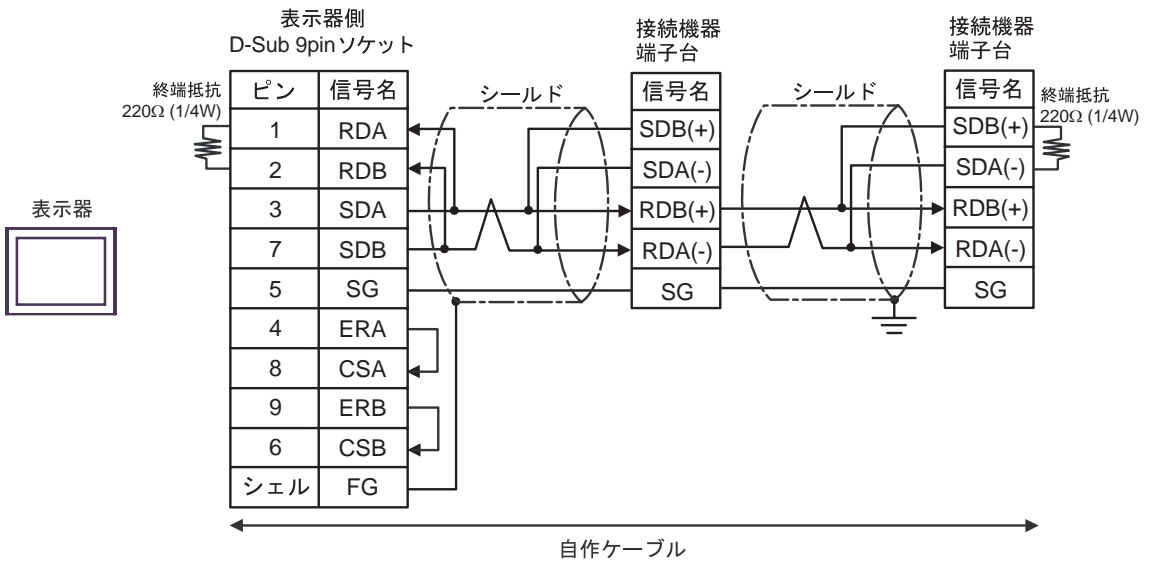 表示器側
D-Sub 9pinソケット
接続機器
端子台
接続機器
端子台
終端抵抗
220Ω (1/4W)
ピン 信号名
1 RDA
2 RDB
3 SDA
7 SDB
5 SG
4 ERA
8 CSA
9 ERB
6 CSB
シェル FG
シールド
信号名
SDB(+)
SDA(-)
RDB(+)
RDA(-)
SG
シールド
信号名
SDB(+)
SDA(-)
RDB(+)
RDA(-)
SG
終端抵抗
220Ω (1/4W)
表示器
自作ケーブル